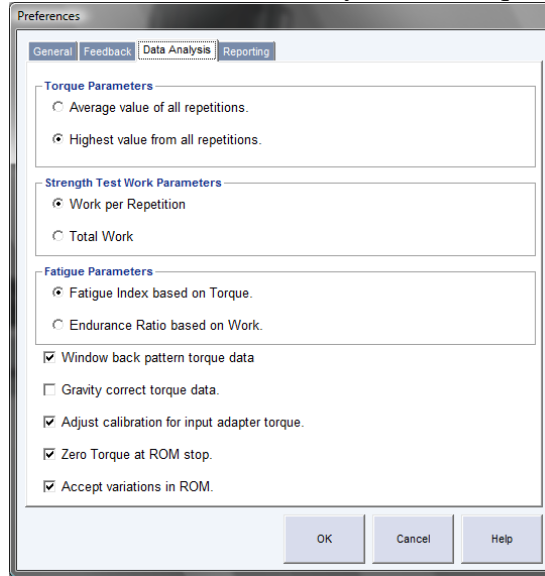 Preferences
General Feedback Data Analysis Reporting
Torque Parameters
Average value of all repetitions.
Highest value from all repetitions.
Strength Test Work Parameters
Work per Repetition
Total Work
Fatigue Parameters
Fatigue Index based on Torque.
Endurance Ratio based on Work.
Window back pattern torque data
Gravity correct torque data.
Adjust calibration for input adapter torque.
Zero Torque at ROM stop.
Accept variations in ROM.
OK Cancel Help